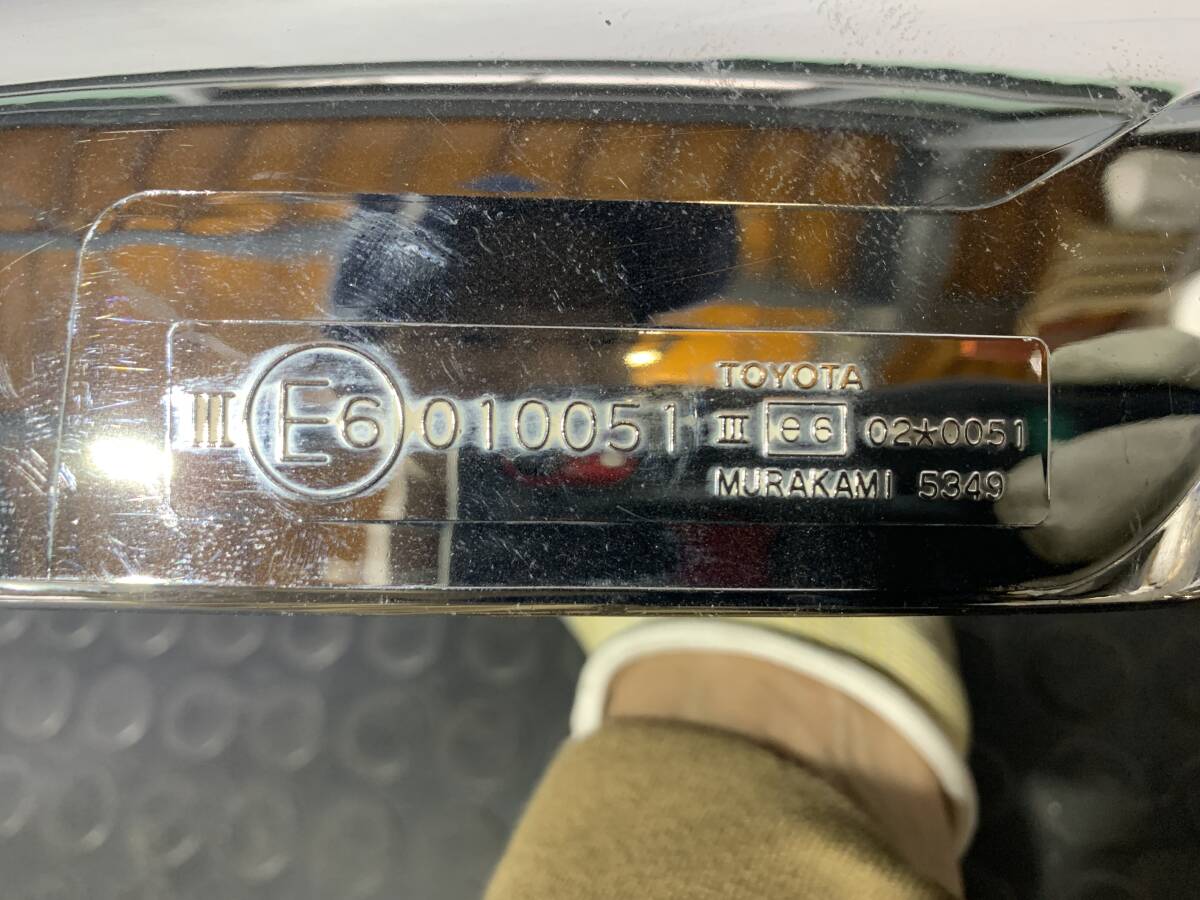 III E6 010051
TOYOTA
III e6 02★0051
MURAKAMI 5349